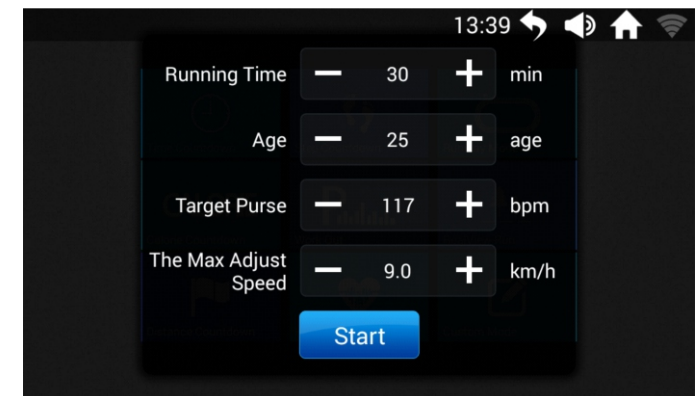 13:39
Running Time — 30 + min
Age — 25 + age
Target Purse — 117 + bpm
The Max Adjust
Speed — 9.0 + km/h
Start